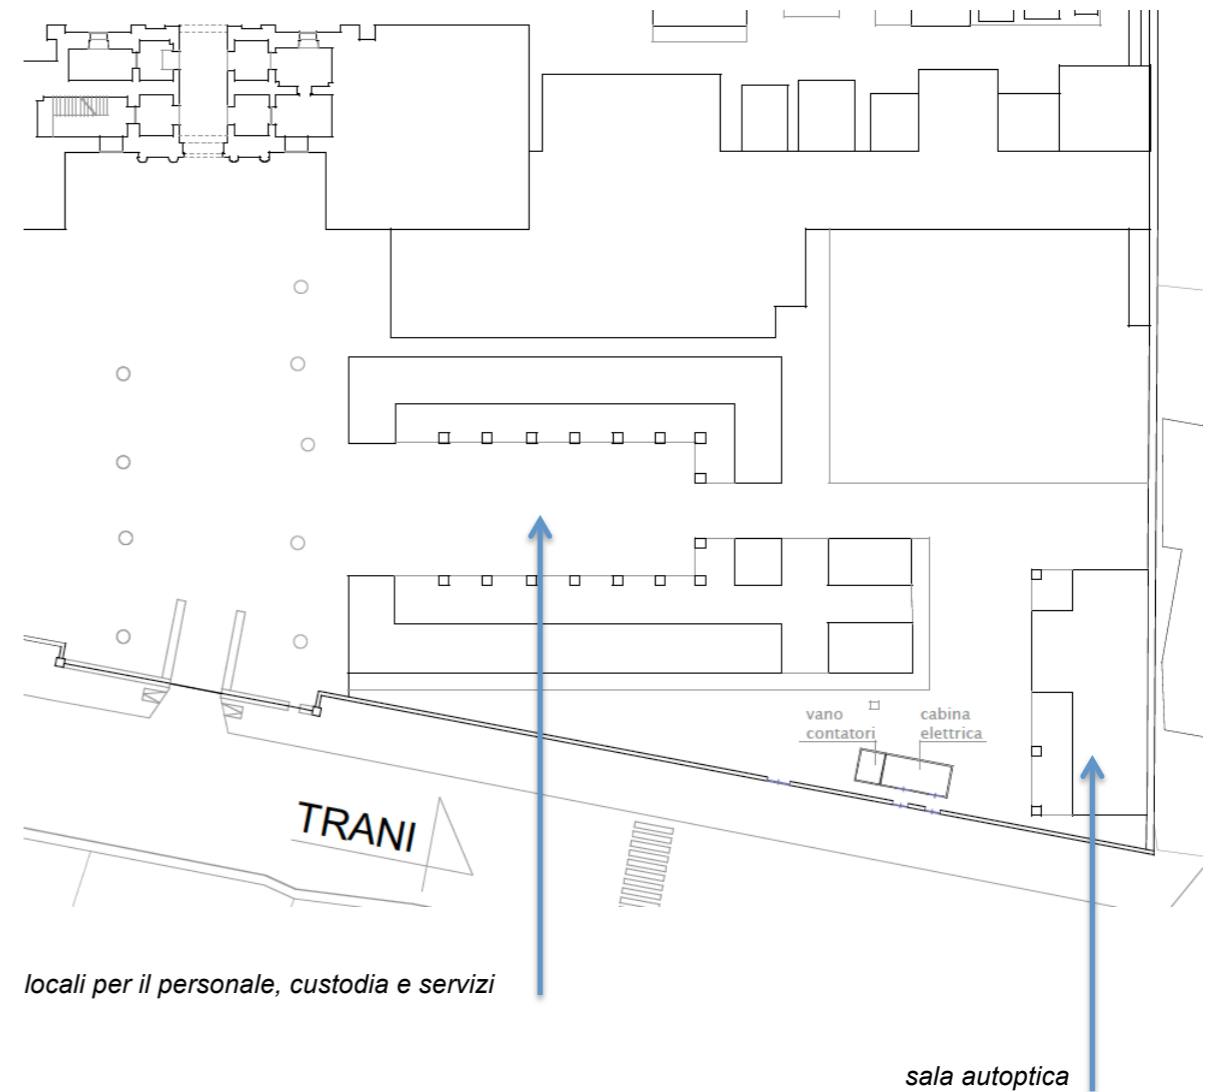 vano
contatori
cabina
elettrica
TRANI
locali per il personale, custodia e servizi
sala autoptica